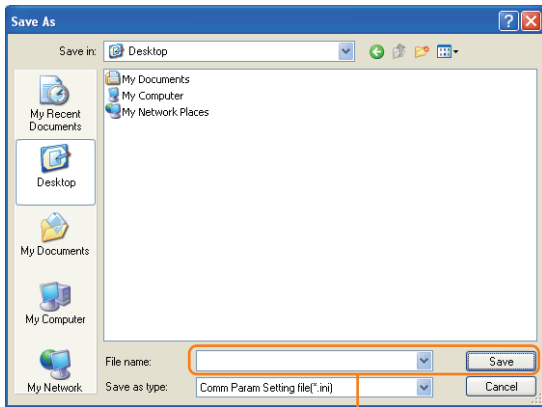 Save As
Save in: Desktop
My Recent Documents
Desktop
My Documents
My Computer
My Network
My Documents
My Computer
My Network Places
File name:
Save
Save as type: Comm Param Setting file(*.ini)
Cancel